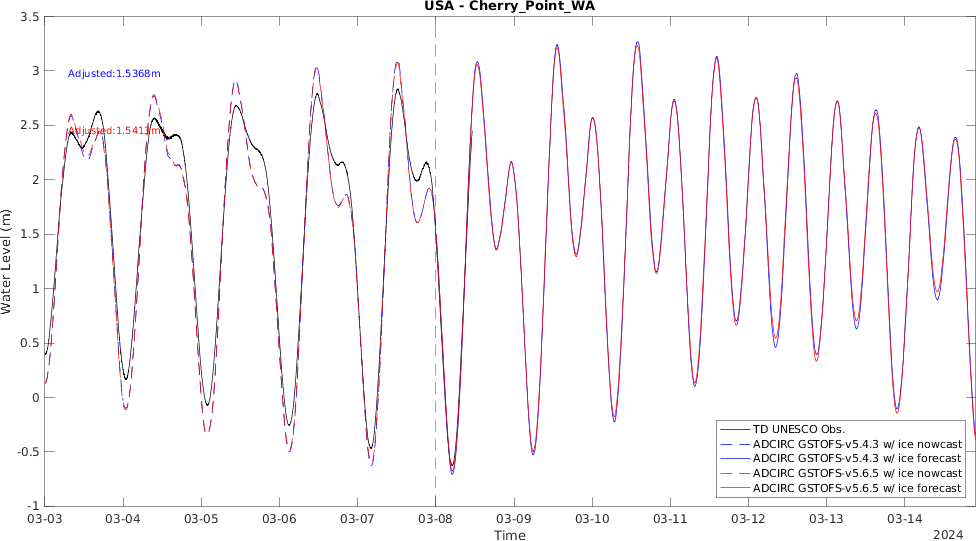 USA - Cherry_Point_WA
3.5
3
2.5
2
1.5
1
0.5
0
-0.5
-1
Water Level (m)
Adjusted:1.5368m
Adjusted:1.5413m
TD UNESCO Obs.
ADCIRC GSTOFS-v5.4.3 w/ ice nowcast
ADCIRC GSTOFS-v5.4.3 w/ ice forecast
ADCIRC GSTOFS-v5.6.5 w/ ice nowcast
ADCIRC GSTOFS-v5.6.5 w/ ice forecast
03-03 03-04 03-05 03-06 03-07 03-08 03-09 03-10 03-11 03-12 03-13 03-14
Time
2024